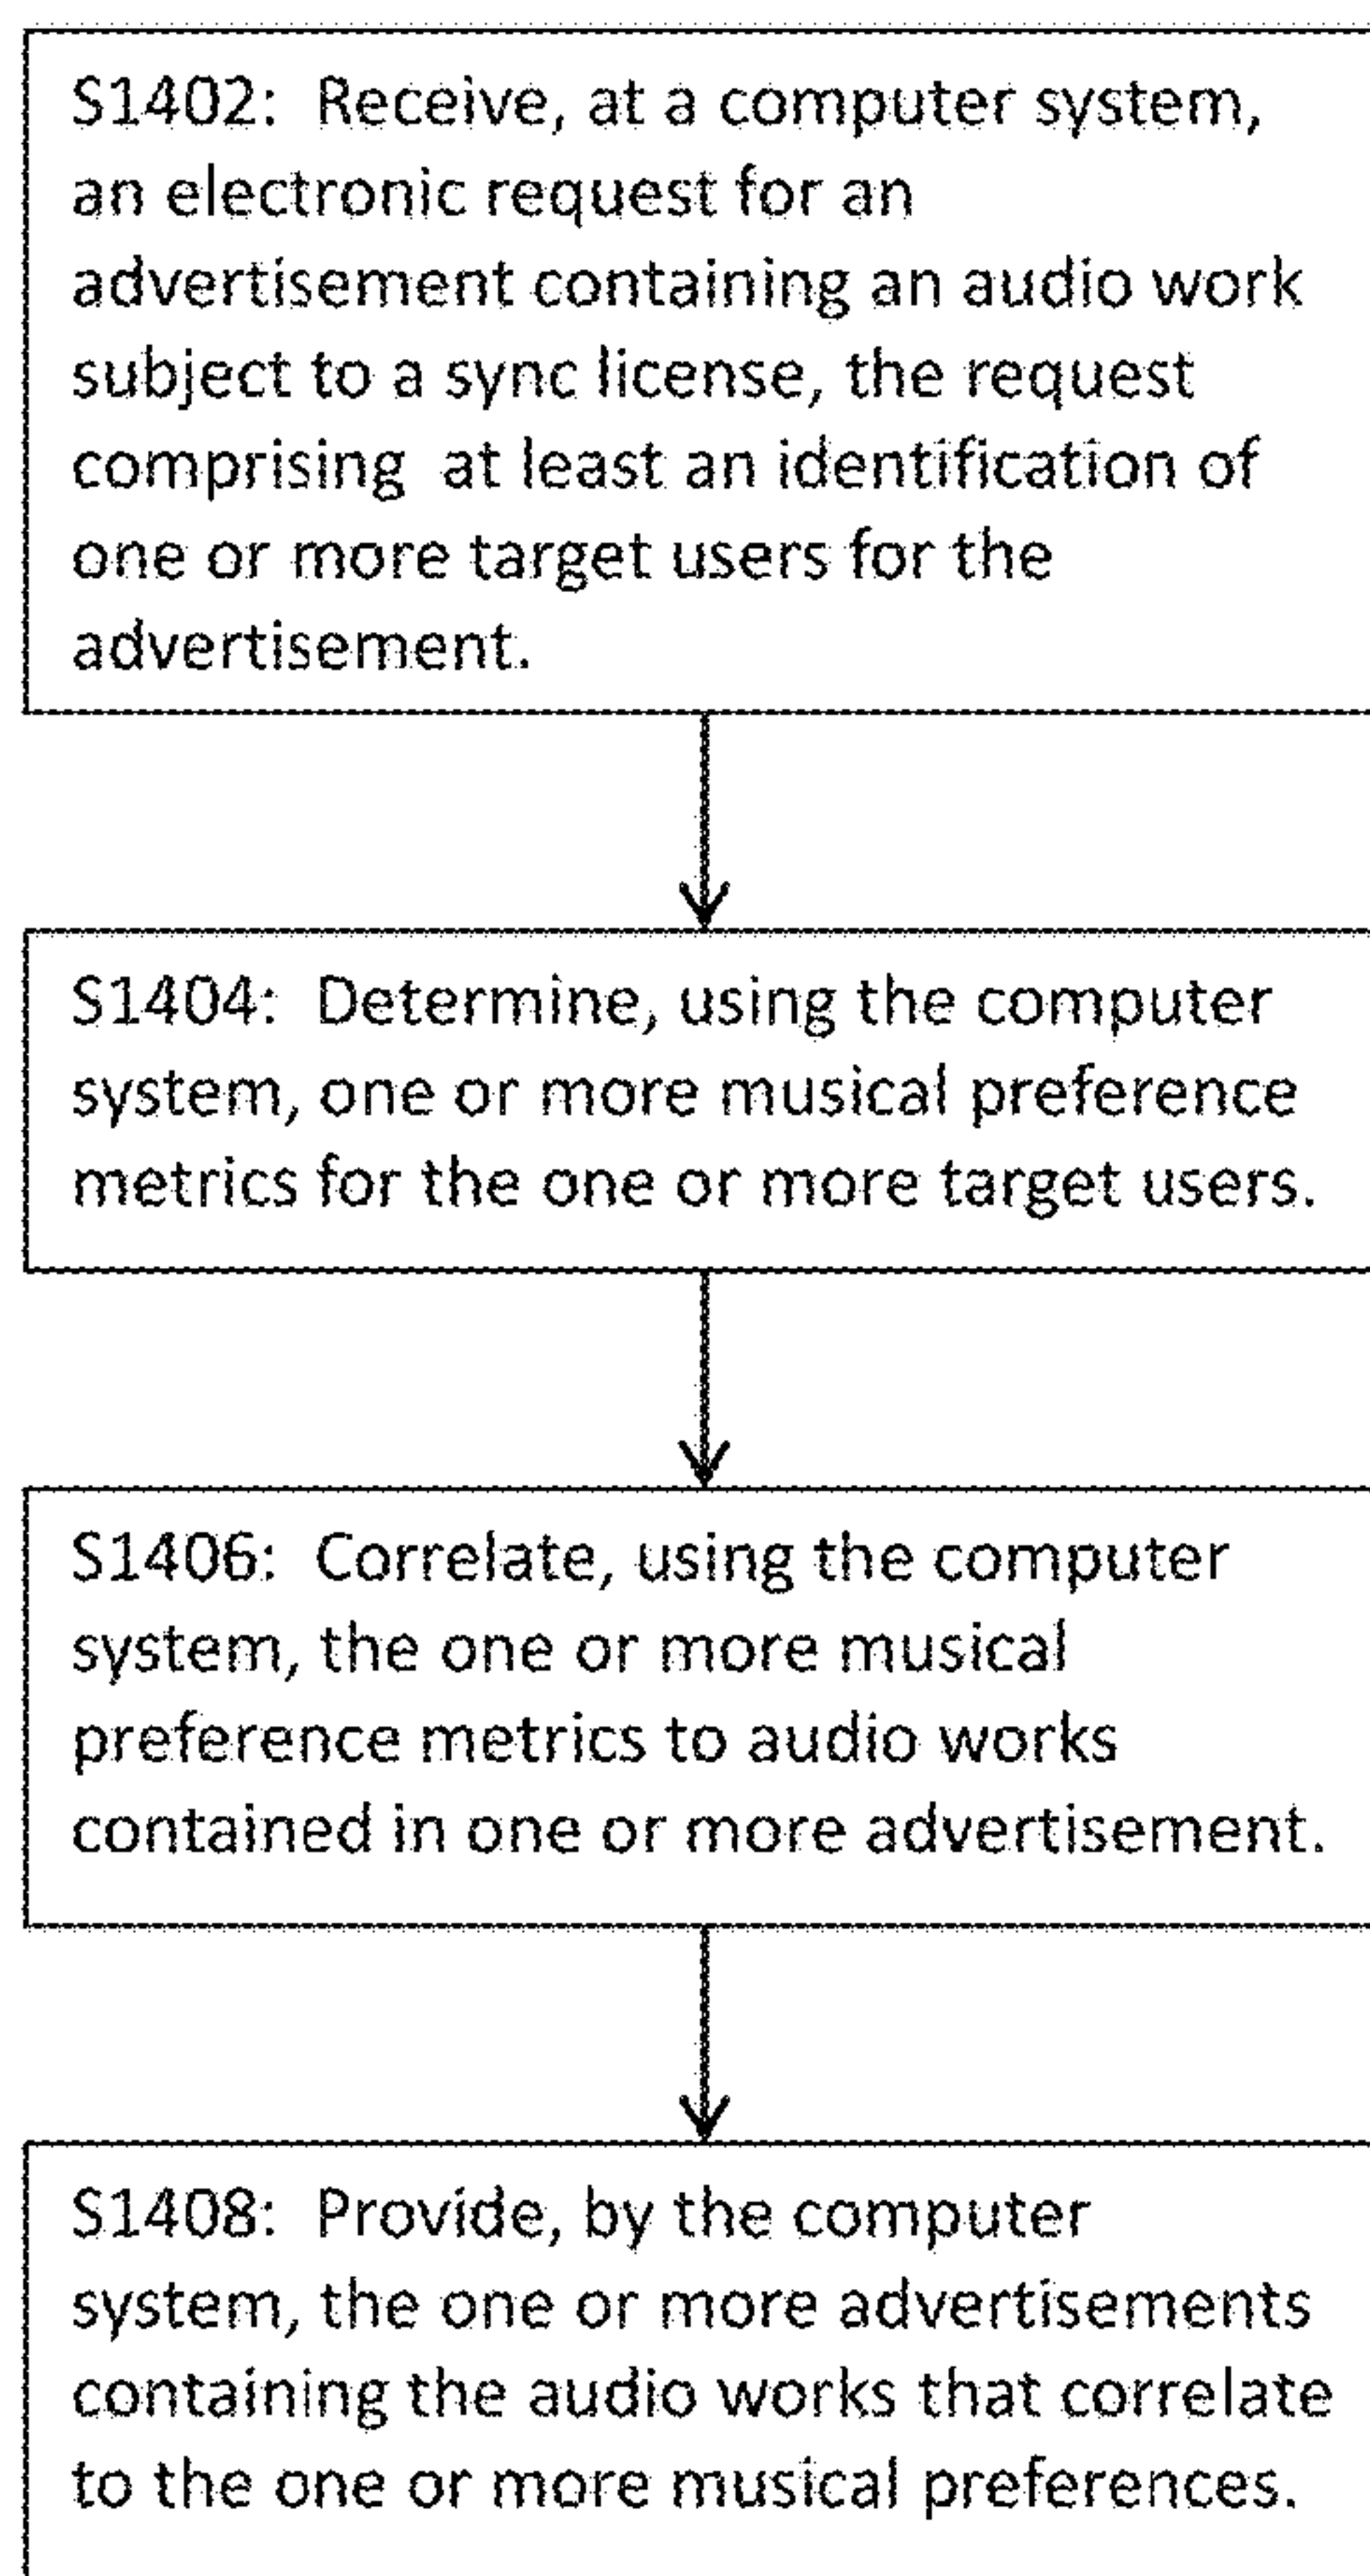 S1402: Receive, at a computer system,
an electronic request for an
advertisement containing an audio work
subject to a sync license, the request
comprising at least an identification of
one or more target users for the
advertisement.
S1404: Determine, using the computer
system, one or more musical preference
metrics for the one or more target users.
S1406: Correlate, using the computer
system, the one or more musical
preference metrics to audio works
contained in one or more advertisement.
S1408: Provide, by the computer
system, the one or more advertisements
containing the audio works that correlate
to the one or more musical preferences.